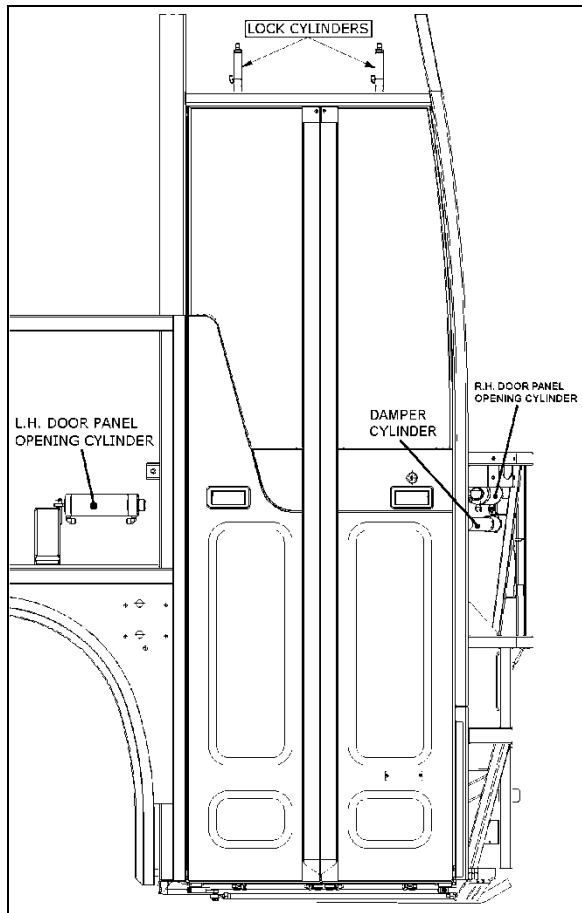 LOCK CYLINDERS
R.H. DOOR PANEL
OPENING CYLINDER
DAMPER
CYLINDER
L.H. DOOR PANEL
OPENING CYLINDER